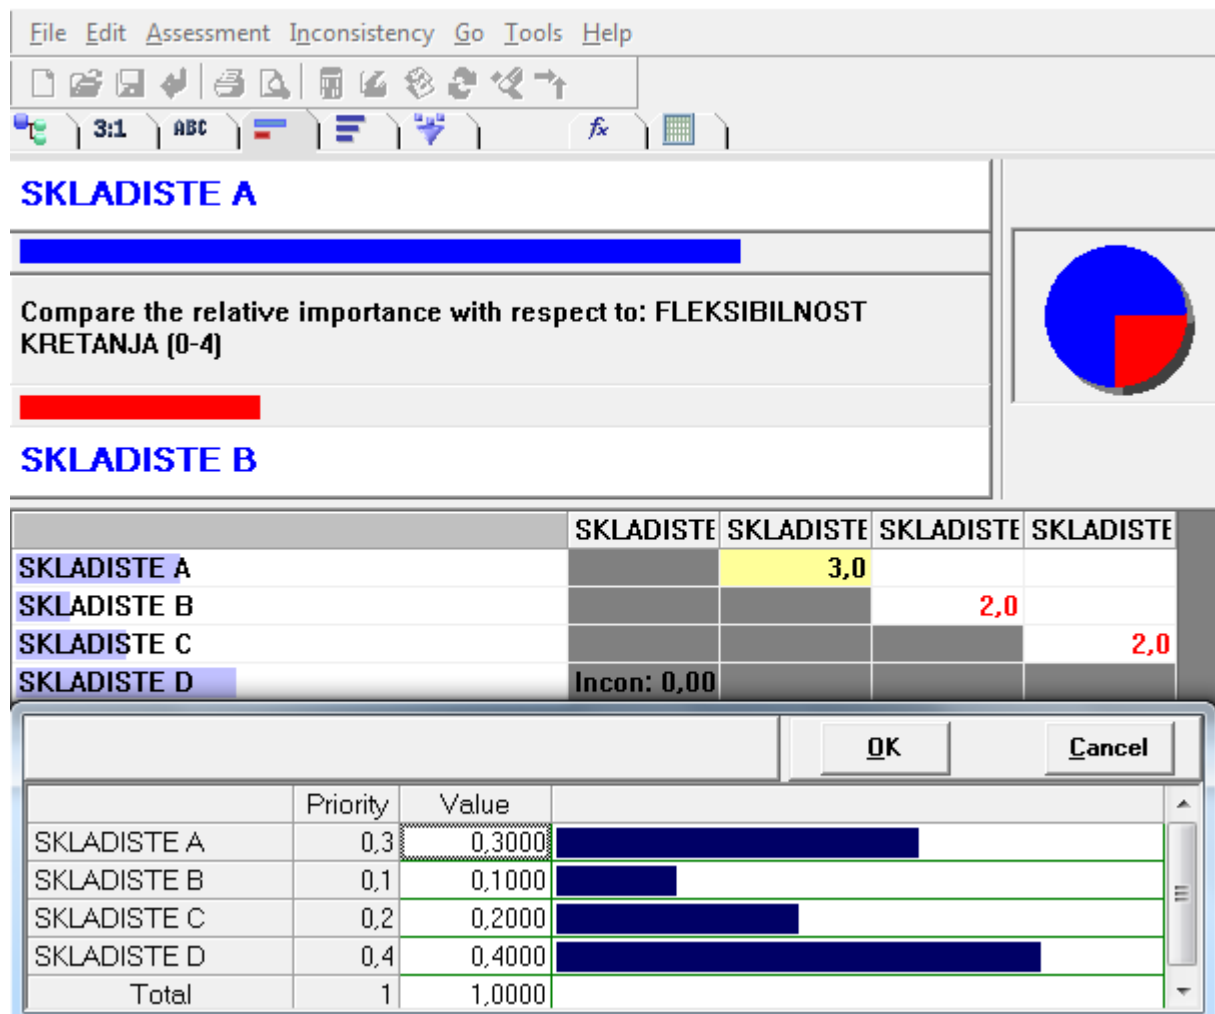 File Edit Assessment Inconsistency Go Tools Help
3:1 ABC fx
SKLADISTE A
Compare the relative importance with respect to: FLEKSIBILNOST
KRETANJA (0-4)
SKLADISTE B
SKLADISTE SKLADISTE SKLADISTE SKLADISTE
SKLADISTE A 3,0
SKLADISTE B 2,0
SKLADISTE C 2,0
SKLADISTE D Incon: 0,00
OK Cancel
Priority Value
SKLADISTE A 0,3 0,3000
SKLADISTE B 0,1 0,1000
SKLADISTE C 0,2 0,2000
SKLADISTE D 0,4 0,4000
Total 1 1,0000